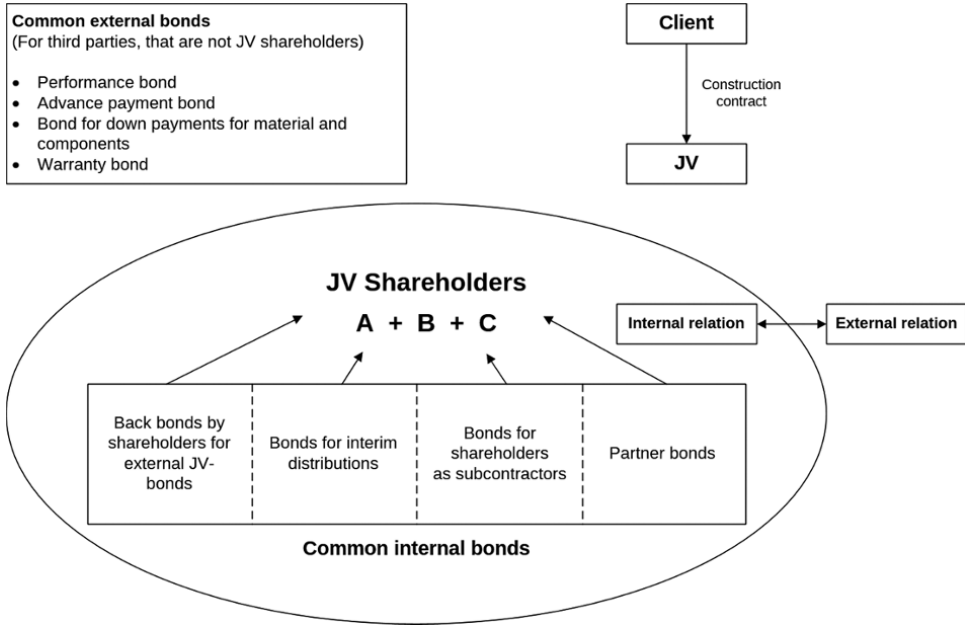 Common external bonds
(For third parties, that are not JV shareholders)
• Performance bond
• Advance payment bond
• Bond for down payments for material and
components
• Warranty bond
Client
Construction
contract
JV
JV Shareholders
A + B + C
Internal relation
External relation
Back bonds by
shareholders for
external JV-
bonds
Bonds for interim
distributions
Bonds for
shareholders
as subcontractors
Partner bonds
Common internal bonds